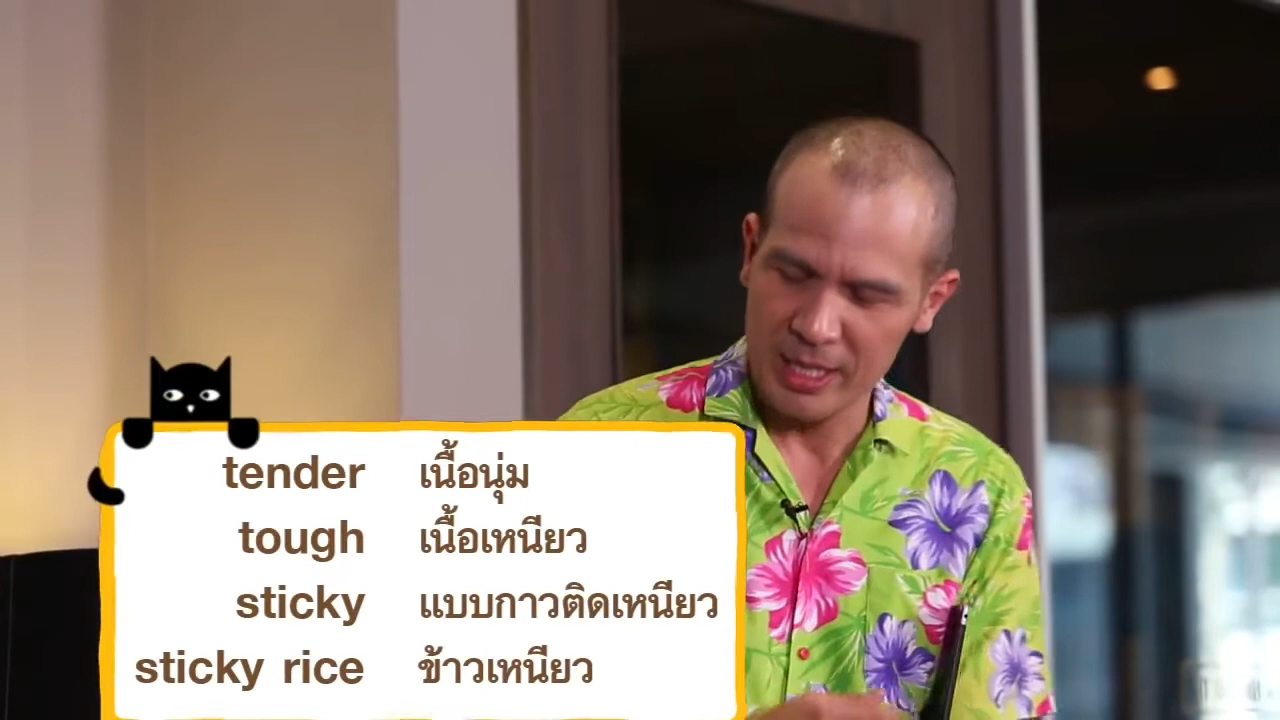 tender เนื้อนุ่ม
tough เนื้อเหนียว
sticky แบบกาวติดเหนียว
sticky rice ข้าวเหนียว